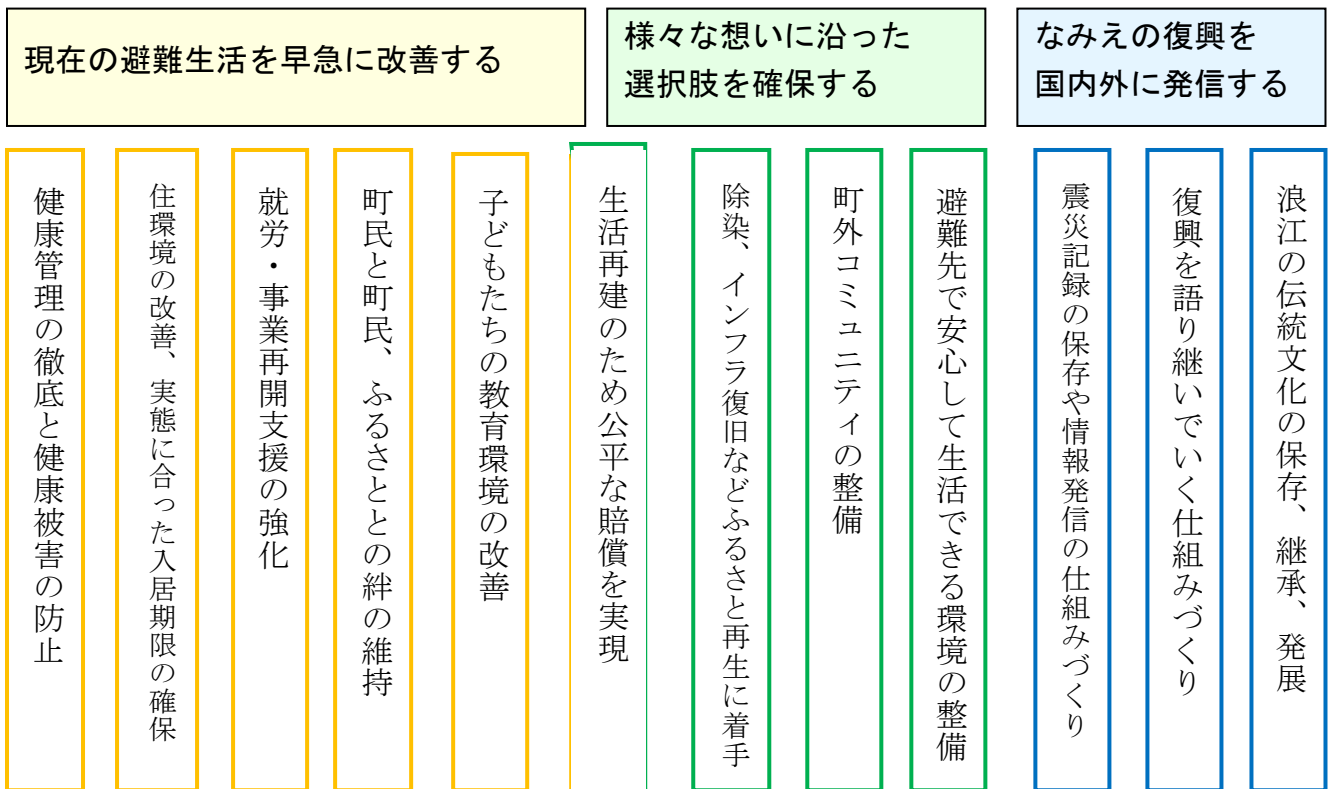 現在の避難生活を早急に改善する
様々な想いに沿った
選択肢を確保する
なみえの復興を
国内外に発信する
健康管理の徹底と健康被害の防止
住環境の改善、実態に合った入居期限の確保
就労・事業再開支援の強化
町民と町民、ふるさととの絆の維持
子どもたちの教育環境の改善
生活再建のため公平な賠償を実現
除染、インフラ復旧などふるさと再生に着手
町外コミュニティの整備
避難先で安心して生活できる環境の整備
震災記録の保存や情報発信の仕組みづくり
復興を語り継いでいく仕組みづくり
浪江の伝統文化の保存、継承、発展